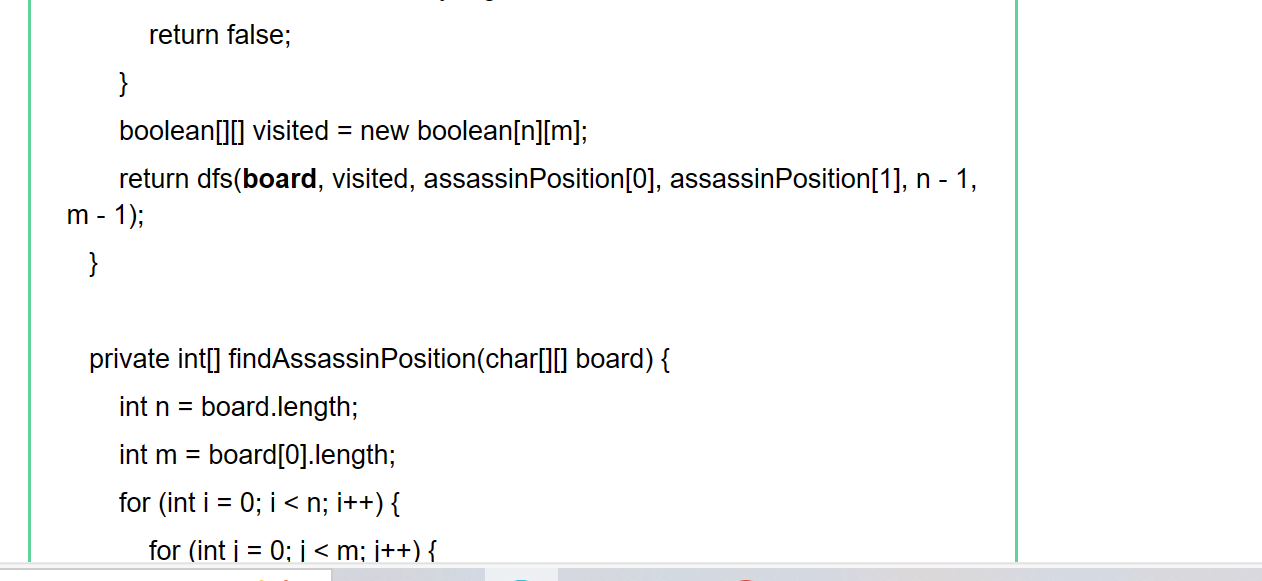 return false;
}
boolean[][] visited = new boolean[n][m];
return dfs(board, visited, assassinPosition[0], assassinPosition[1], n - 1,
m - 1);
}
private int[] findAssassinPosition(char[][] board) {
int n = board.length;
int m = board[0].length;
for (int i = 0; i < n; i++) {
for (int j = 0; j < m; j++) {